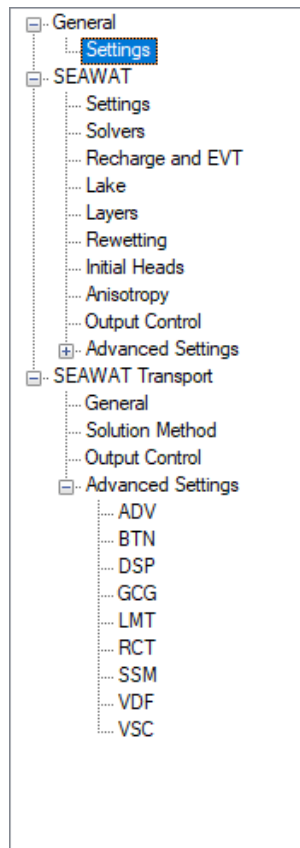 General
Settings
SEAWAT
Settings
Solvers
Recharge and EVT
Lake
Layers
Rewetting
Initial Heads
Anisotropy
Output Control
Advanced Settings
SEAWAT Transport
General
Solution Method
Output Control
Advanced Settings
ADV
BTN
DSP
GCG
LMT
RCT
SSM
VDF
VSC